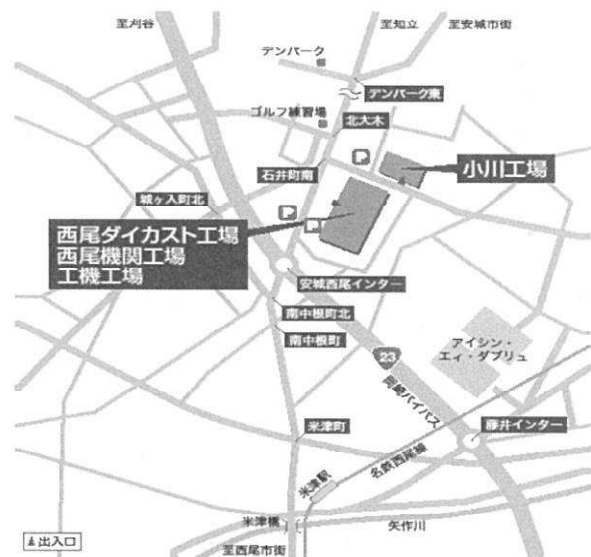 至刈谷
至知立
至安城市街
デンパーク
デンパーク東
ゴルフ練習場
北大木
小川工場
石井町南
城ヶ入町北
西尾ダイカスト工場
西尾機関工場
工機工場
安城西尾インター
南中根町北
南中根町
アイシン・
エィ・ダブリュ
23
岡崎バイパス
米津町
藤井インター
名鉄西尾線
米津駅
米津橋
矢作川
至西尾市街
出入口